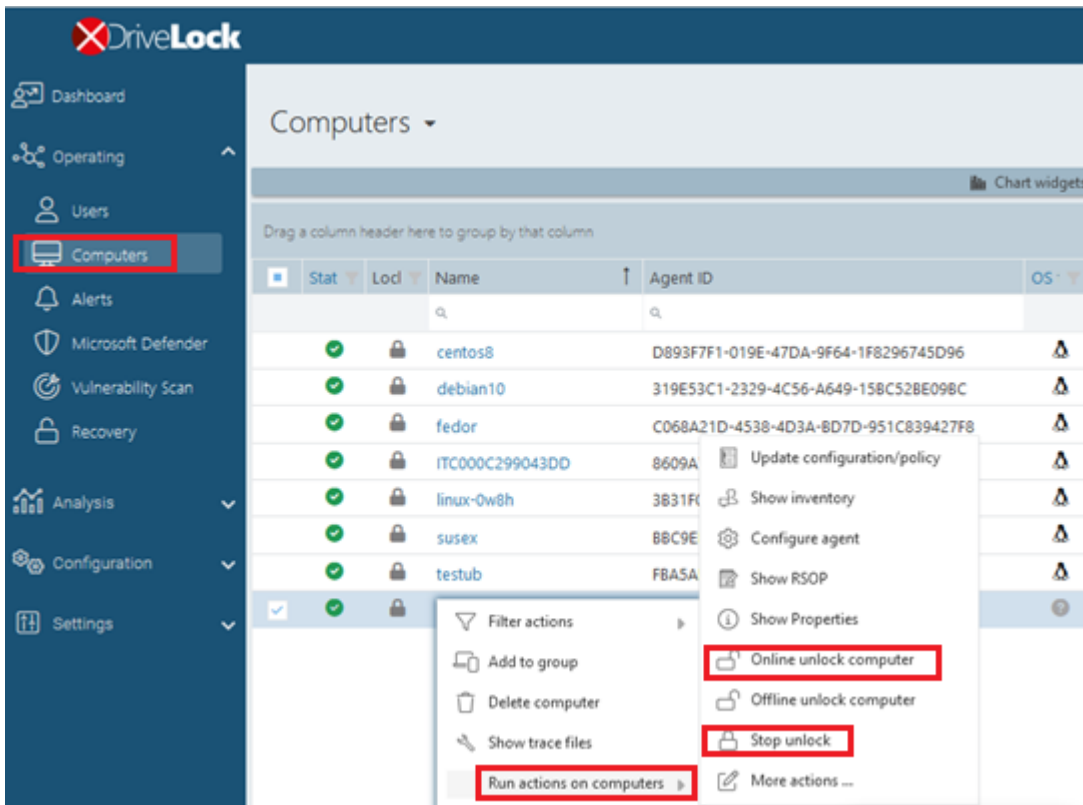 DriveLock
Dashboard
Operating
Users
Computers
Alerts
Microsoft Defender
Vulnerability Scan
Recovery
Analysis
Configuration
Settings
Computers
Chart widgets
Drag a column header here to group by that column
Stat Locl Name Agent ID OS
centos8 D893F7F1-019E-47DA-9F64-1F8296745D96
debian10 319E53C1-2329-4C56-A649-15BC52BE09BC
fedor C068A21D-4538-4D3A-BD7D-951C839427F8
ITC000C299043DD 8609A
linux-0w8h 3B31F
susex BBC9E
testub FBA5A
Filter actions
Add to group
Delete computer
Show trace files
Run actions on computers
Update configuration/policy
Show inventory
Configure agent
Show RSOP
Show Properties
Online unlock computer
Offline unlock computer
Stop unlock
More actions ...